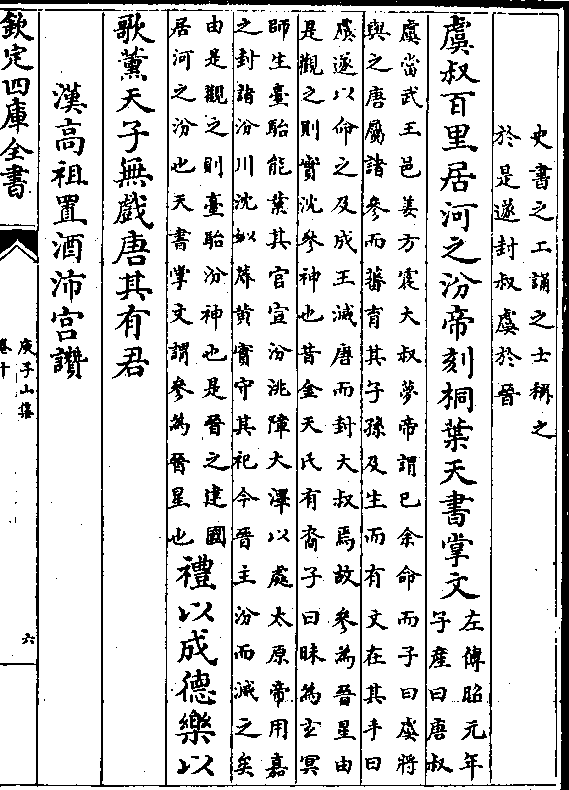 史書之工誦之士稱之
於是遂封叔虞於晉
虞叔百里居河之汾帝刻桐葉天書掌文
左傳昭元年
子產曰唐叔
虞當武王邑姜方震大叔夢帝謂已余命而子曰虞將
與之唐屬諸參而蕃育其子孫及生而有文在其手曰
虞遂以命之及成王滅唐而封大叔焉故參為晉星由
是觀之則實沈參神也昔金天氏有裔子曰昧為玄冥
師生臺駘能業其官宣汾洮障大澤以處太原帝用嘉
之封諸汾川沈姒蓐黄實守其祀今晉主汾而滅之矣
由是觀之則臺駘汾神也是晉之建國
居河之汾也天書掌文謂參為晉星也
禮以成德樂以
歌薰天子無戲唐其有君
漢高祖置酒沛宮讚
欽定四庫全書
庾子山集
卷十
六